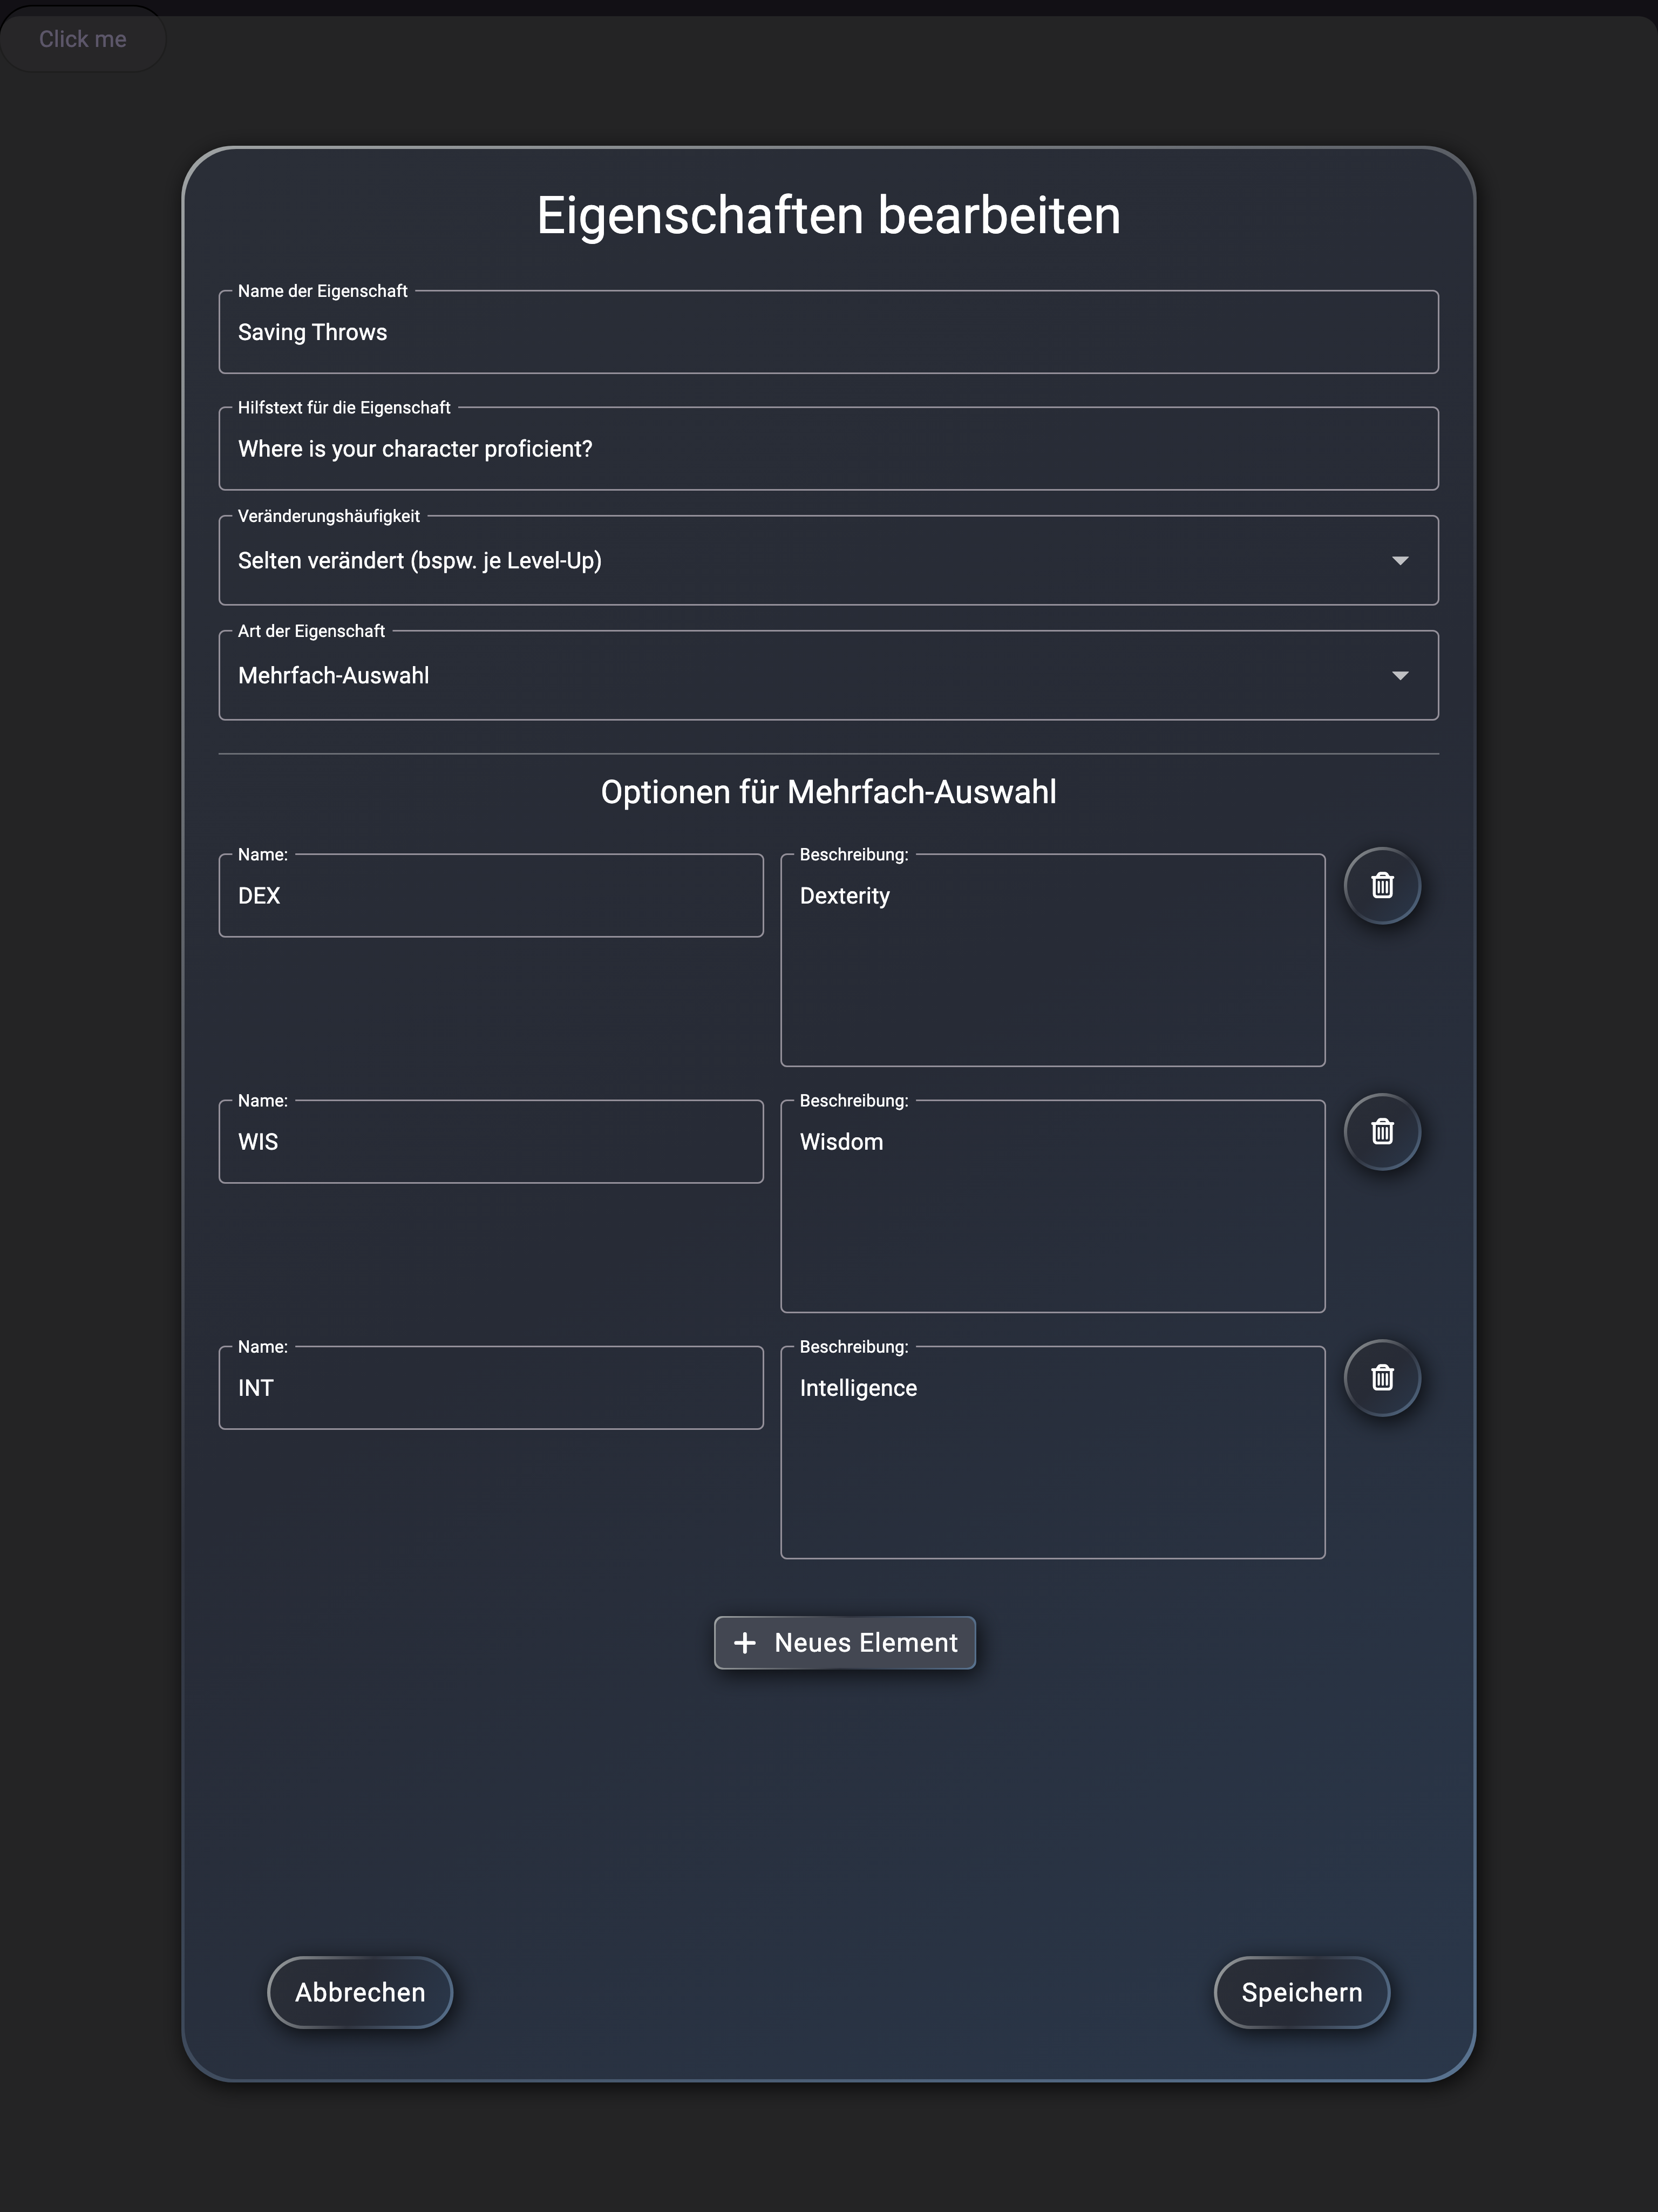 Click me
Eigenschaften bearbeiten
Name der Eigenschaft
Saving Throws
Hilfstext für die Eigenschaft
Where is your character proficient?
Veränderungshäufigkeit
Selten verändert (bspw. je Level-Up)
Art der Eigenschaft
Mehrfach-Auswahl
Optionen für Mehrfach-Auswahl
Name:
DEX
Beschreibung:
Dexterity
Name:
WIS
Beschreibung:
Wisdom
Name:
INT
Beschreibung:
Intelligence
+ Neues Element
Abbrechen
Speichern